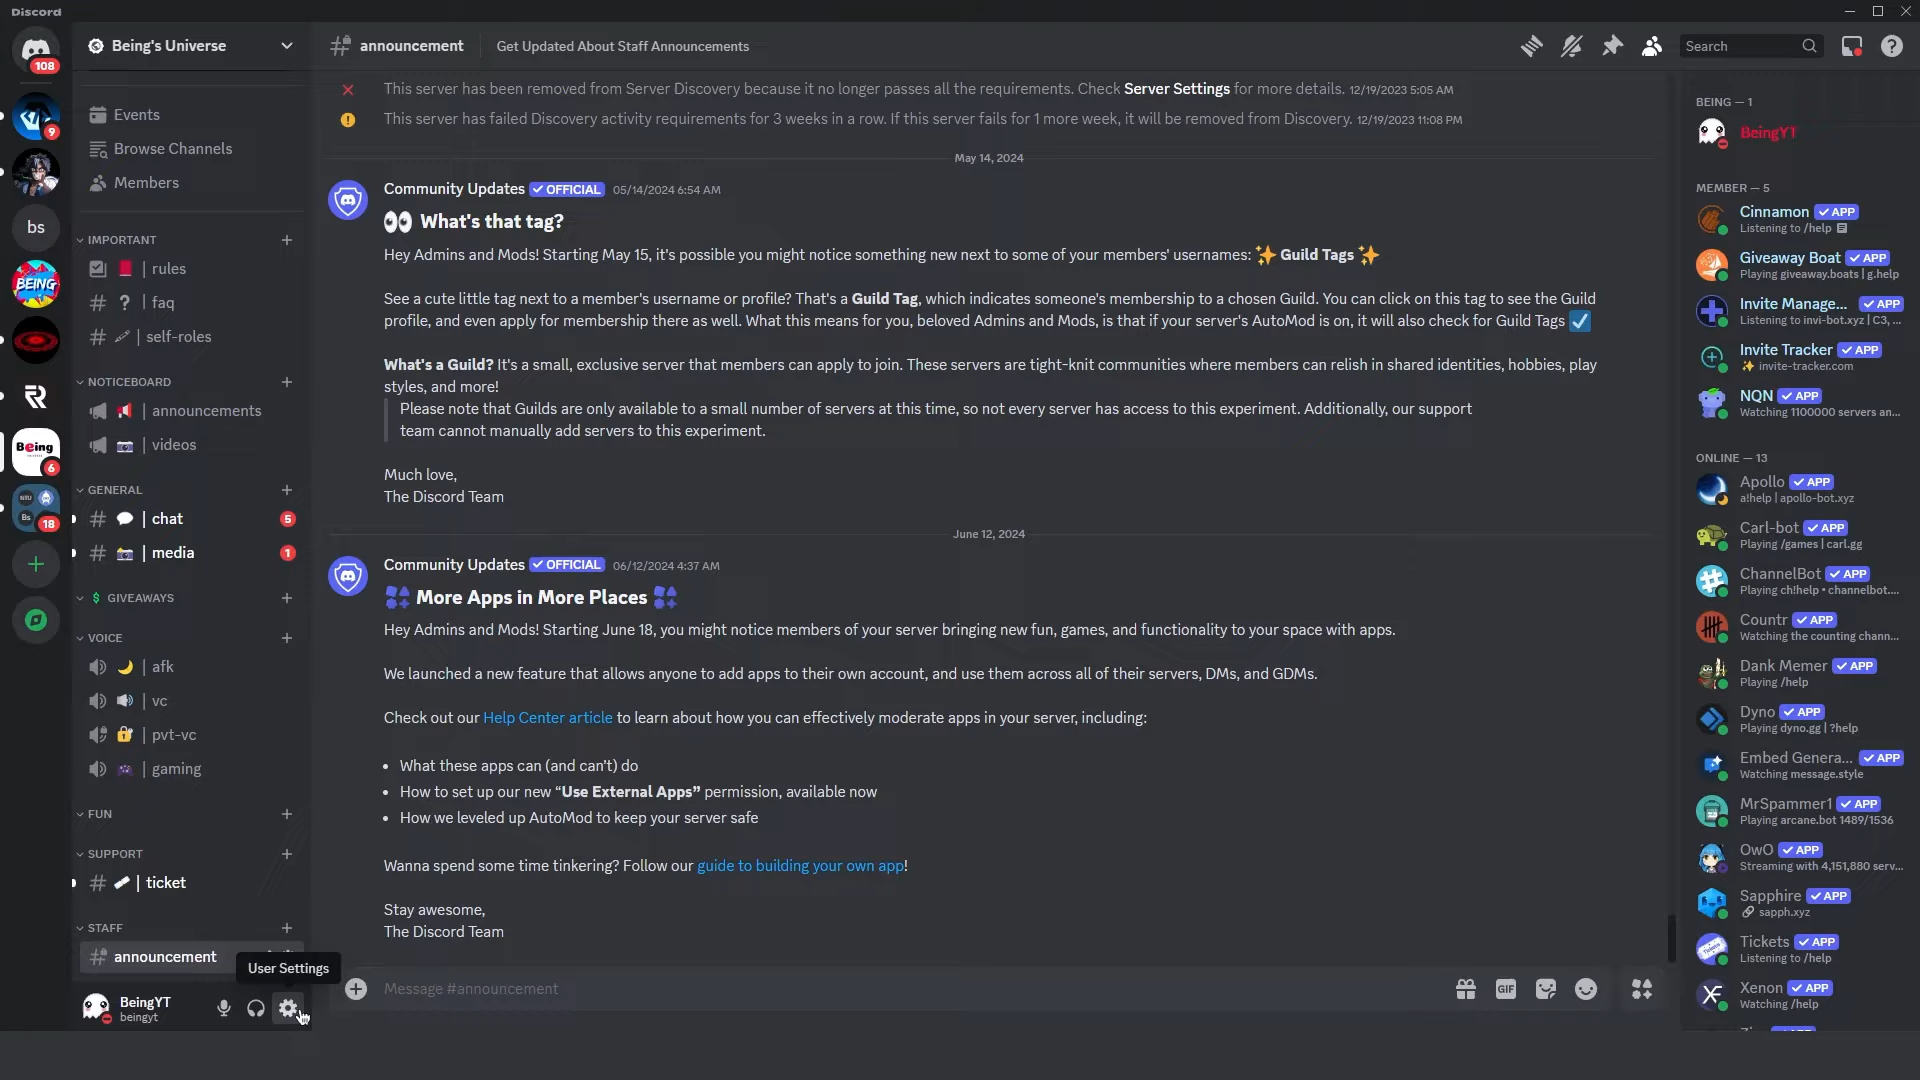 Discord
Being's Universe
announcement
Get Updated About Staff Announcements
Search
108
9
bs
BEING
Being
6
NTU
Bs
18
Events
Browse Channels
Members
IMPORTANT
| rules
| faq
| self-roles
NOTICEBOARD
| announcements
| videos
GENERAL
| chat
5
| media
1
GIVEAWAYS
VOICE
| afk
| vc
| pvt-vc
| gaming
FUN
SUPPORT
| ticket
STAFF
announcement
User Settings
BeingYT
beingyt
This server has been removed from Server Discovery because it no longer passes all the requirements. Check Server Settings for more details. 12/19/2023 5:05 AM
This server has failed Discovery activity requirements for 3 weeks in a row. If this server fails for 1 more week, it will be removed from Discovery. 12/19/2023 11:08 PM
May 14, 2024
Community Updates ✓ OFFICIAL 05/14/2024 6:54 AM
👀 What's that tag?
Hey Admins and Mods! Starting May 15, it's possible you might notice something new next to some of your members' usernames: ✨ Guild Tags ✨
See a cute little tag next to a member's username or profile? That's a Guild Tag, which indicates someone's membership to a chosen Guild. You can click on this tag to see the Guild
profile, and even apply for membership there as well. What this means for you, beloved Admins and Mods, is that if your server's AutoMod is on, it will also check for Guild Tags ☑️
What's a Guild? It's a small, exclusive server that members can apply to join. These servers are tight-knit communities where members can relish in shared identities, hobbies, play
styles, and more!
Please note that Guilds are only available to a small number of servers at this time, so not every server has access to this experiment. Additionally, our support
team cannot manually add servers to this experiment.
Much love,
The Discord Team
June 12, 2024
Community Updates ✓ OFFICIAL 06/12/2024 4:37 AM
More Apps in More Places
Hey Admins and Mods! Starting June 18, you might notice members of your server bringing new fun, games, and functionality to your space with apps.
We launched a new feature that allows anyone to add apps to their own account, and use them across all of their servers, DMs, and GDMs.
Check out our Help Center article to learn about how you can effectively moderate apps in your server, including:
• What these apps can (and can't) do
• How to set up our new “Use External Apps” permission, available now
• How we leveled up AutoMod to keep your server safe
Wanna spend some time tinkering? Follow our guide to building your own app!
Stay awesome,
The Discord Team
Message #announcement
GIF
BEING — 1
BeingYT
MEMBER — 5
Cinnamon ✓ APP
Listening to /help
Giveaway Boat ✓ APP
Playing giveaway.boats | g.help
Invite Manage... ✓ APP
Listening to invi-bot.xyz | C3, ...
Invite Tracker ✓ APP
✨ invite-tracker.com
NQN ✓ APP
Watching 1100000 servers an...
ONLINE — 13
Apollo ✓ APP
a!help | apollo-bot.xyz
Carl-bot ✓ APP
Playing /games | carl.gg
ChannelBot ✓ APP
Playing ch!help • channelbot....
Countr ✓ APP
Watching the counting chann...
Dank Memer ✓ APP
Playing /help
Dyno ✓ APP
Playing dyno.gg | ?help
Embed Genera... ✓ APP
Watching message.style
MrSpammer1 ✓ APP
Playing arcane.bot 1489/1536
OwO ✓ APP
Streaming with 4,151,880 serv...
Sapphire ✓ APP
🔗 sapph.xyz
Tickets ✓ APP
Listening to /help
Xenon ✓ APP
Watching /help